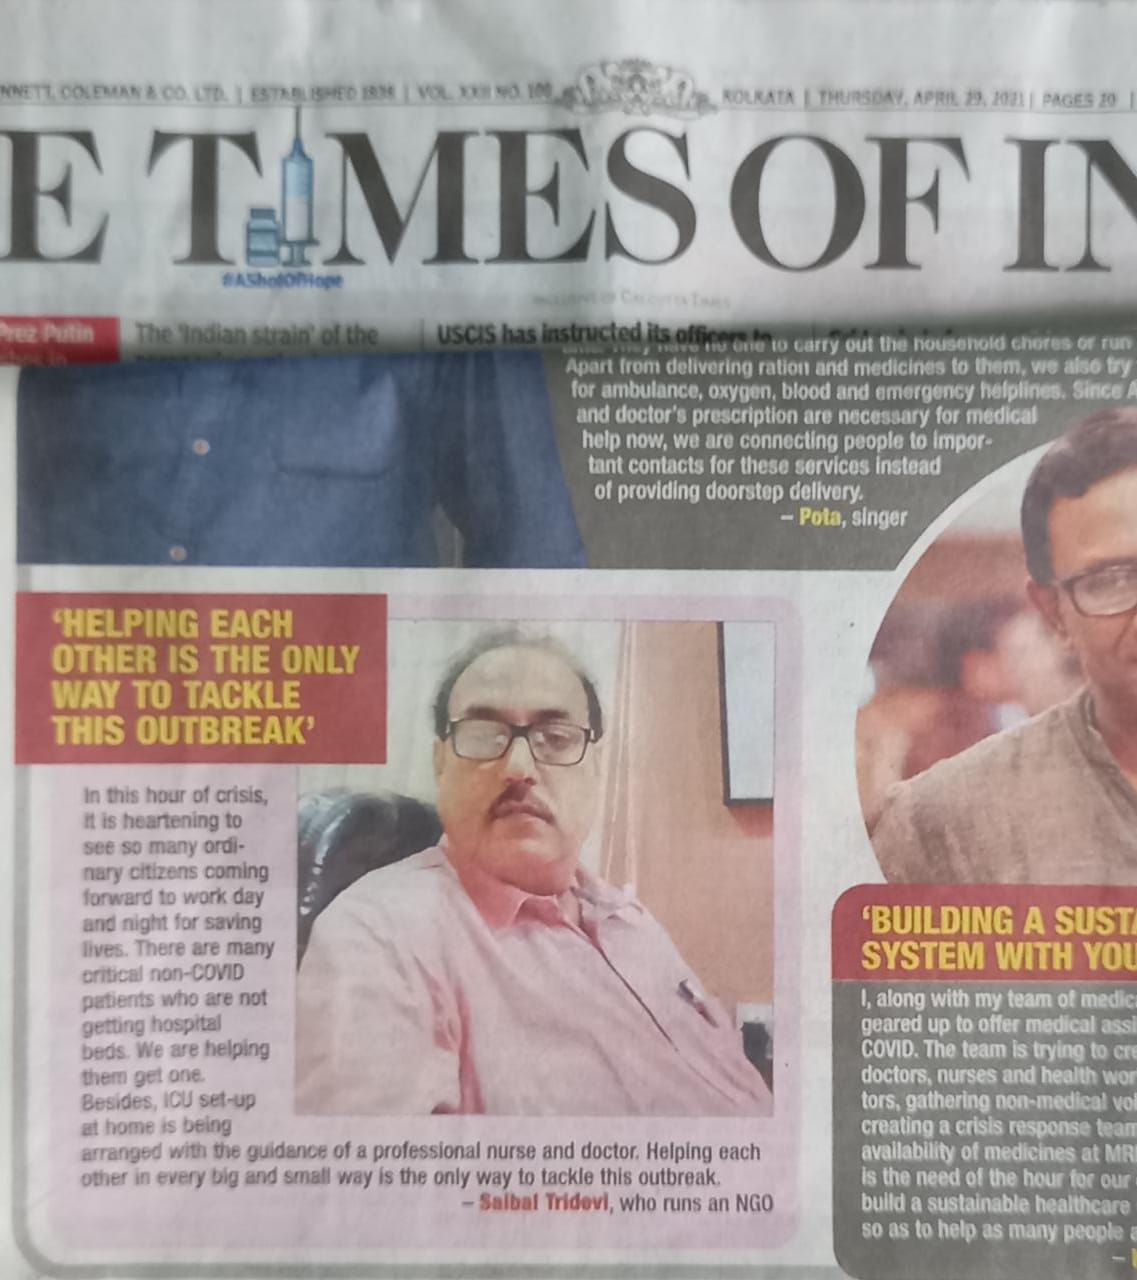 NNETT, COLEMAN & CO. LTD. | ESTABLISHED 1838 | VOL. XXII NO. 100
KOLKATA | THURSDAY, APRIL 29, 2021 | PAGES 20 |
E TIMES OF IN
#AShotOfHope
INCLUSIVE OF CALCUTTA TIMES
Prez Putin
The 'Indian strain' of the
USCIS has instructed its officers to
have no one to carry out the household chores or run
Apart from delivering ration and medicines to them, we also try
for ambulance, oxygen, blood and emergency helplines. Since A
and doctor's prescription are necessary for medical
help now, we are connecting people to impor-
tant contacts for these services instead
of providing doorstep delivery.
– Pota, singer
'HELPING EACH
OTHER IS THE ONLY
WAY TO TACKLE
THIS OUTBREAK'
In this hour of crisis,
it is heartening to
see so many ordi-
nary citizens coming
forward to work day
and night for saving
lives. There are many
critical non-COVID
patients who are not
getting hospital
beds. We are helping
them get one.
Besides, ICU set-up
at home is being
arranged with the guidance of a professional nurse and doctor. Helping each
other in every big and small way is the only way to tackle this outbreak.
– Saibal Tridevi, who runs an NGO
'BUILDING A SUSTA
SYSTEM WITH YOU
I, along with my team of medic
geared up to offer medical assi
COVID. The team is trying to cre
doctors, nurses and health wor
tors, gathering non-medical vol
creating a crisis response team
availability of medicines at MRI
is the need of the hour for our
build a sustainable healthcare
so as to help as many people a